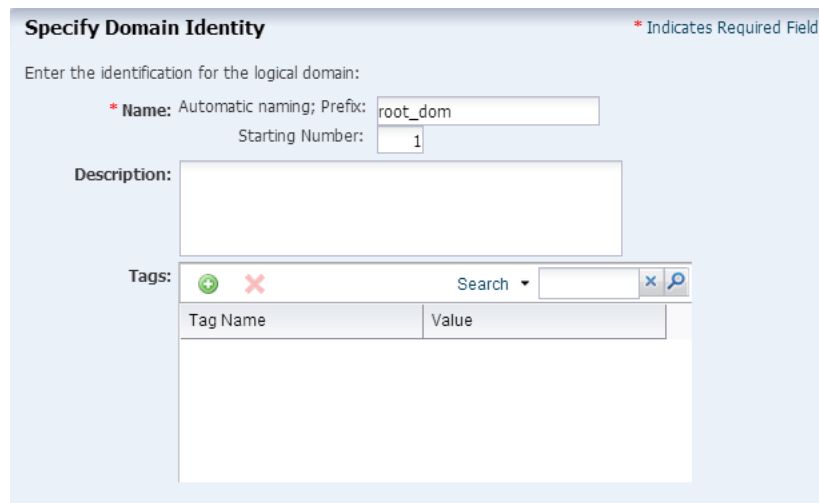 Specify Domain Identity
* Indicates Required Field
Enter the identification for the logical domain:
* Name: Automatic naming; Prefix: root_dom
Starting Number: 1
Description:
Tags: Search
Tag Name Value